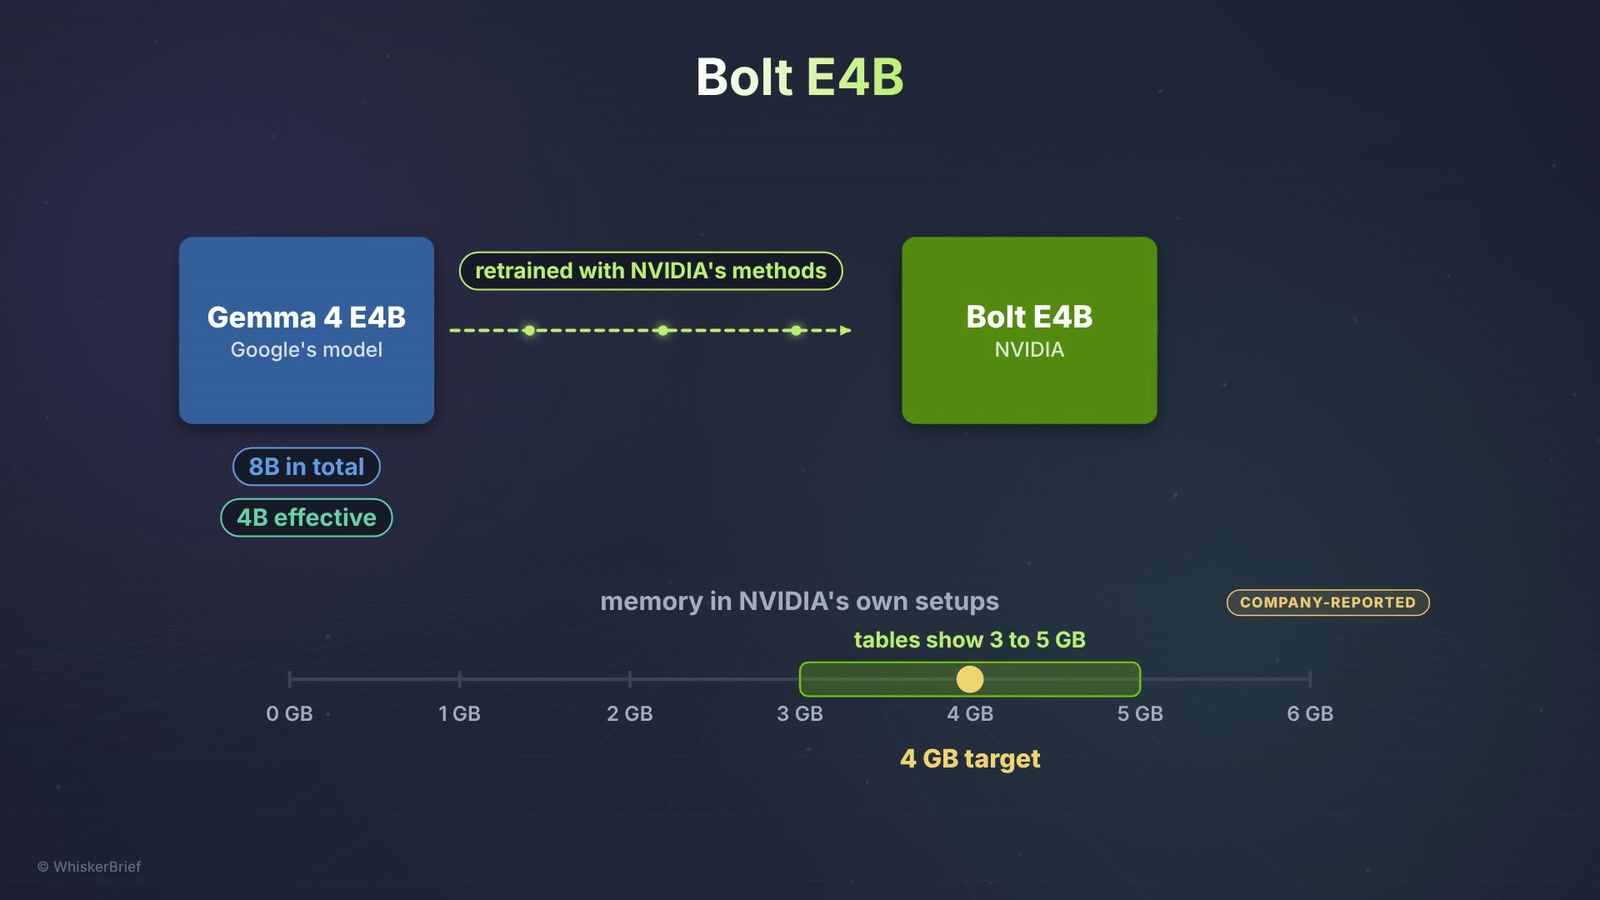 Bolt E4B
Gemma 4 E4B
Google's model
retrained with NVIDIA's methods
Bolt E4B
NVIDIA
8B in total
4B effective
memory in NVIDIA's own setups
COMPANY-REPORTED
tables show 3 to 5 GB
0 GB
1 GB
2 GB
3 GB
4 GB
5 GB
6 GB
4 GB target
© WhiskerBrief